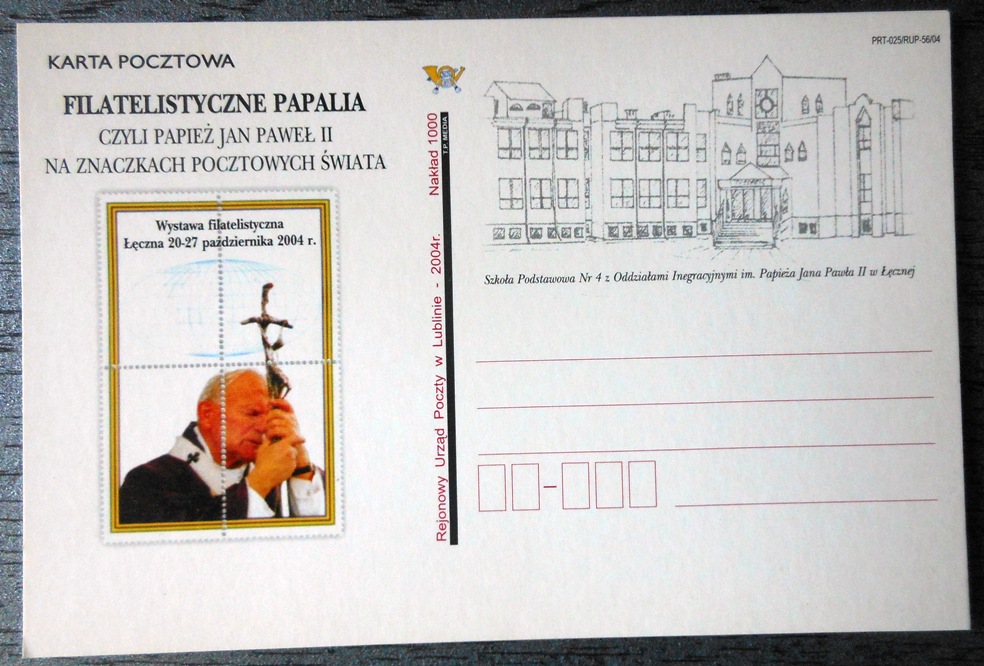 KARTA POCZTOWA
FILATELISTYCZNE PAPALIA
CZYLI PAPIEŻ JAN PAWEŁ II
NA ZNACZKACH POCZTOWYCH ŚWIATA
Wystawa filatelistyczna
Łęczna 20-27 października 2004 r.
Rejonowy Urząd Poczty w Lublinie - 2004r. Nakład 1000
T.P. MEDIA
PRT-025/RUP-56/04
Szkoła Podstawowa Nr 4 z Oddziałami Inegracyjnymi im. Papieża Jana Pawła II w Łęcznej